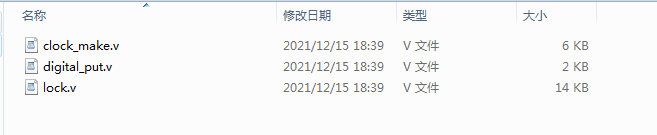 名称 修改日期 类型 大小
clock_make.v 2021/12/15 18:39 V 文件 6 KB
digital_put.v 2021/12/15 18:39 V 文件 2 KB
lock.v 2021/12/15 18:39 V 文件 14 KB